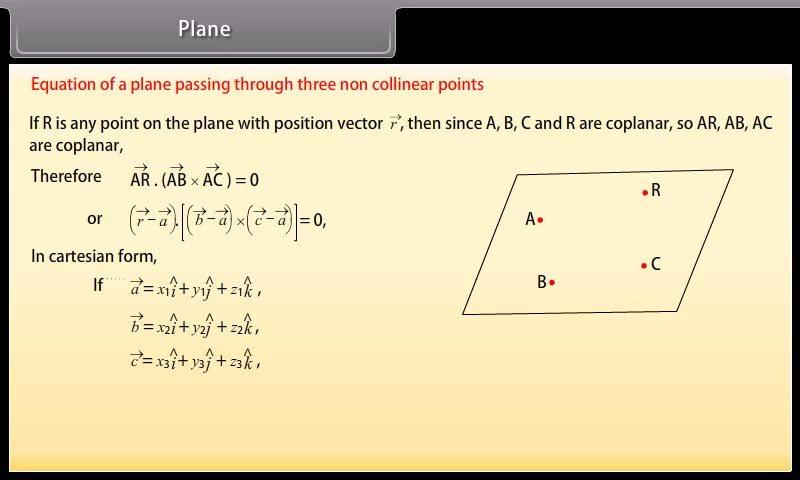 Plane
Equation of a plane passing through three non collinear points
If R is any point on the plane with position vector r⃗, then since A, B, C and R are coplanar, so AR, AB, AC
are coplanar,
Therefore A͞R⃗ . (AB⃗ × AC⃗) = 0
or (r⃗ − a⃗).[(b⃗ − a⃗) × (c⃗ − a⃗)] = 0,
In cartesian form,
If a⃗ = x₁î + y₁ĵ + z₁k̂ ,
b⃗ = x₂î + y₂ĵ + z₂k̂,
c⃗ = x₃î + y₃ĵ + z₃k̂ ,
R
A
C
B